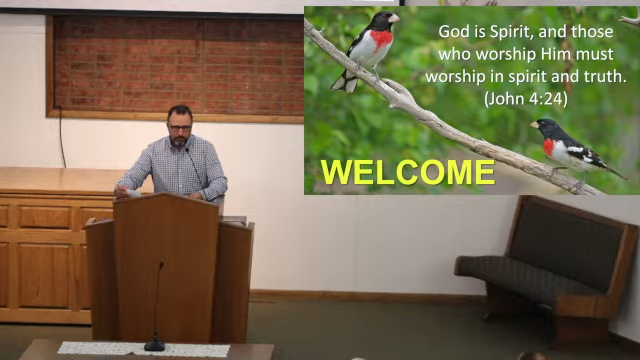 God is Spirit, and those
who worship Him must
worship in spirit and truth.
(John 4:24)
WELCOME